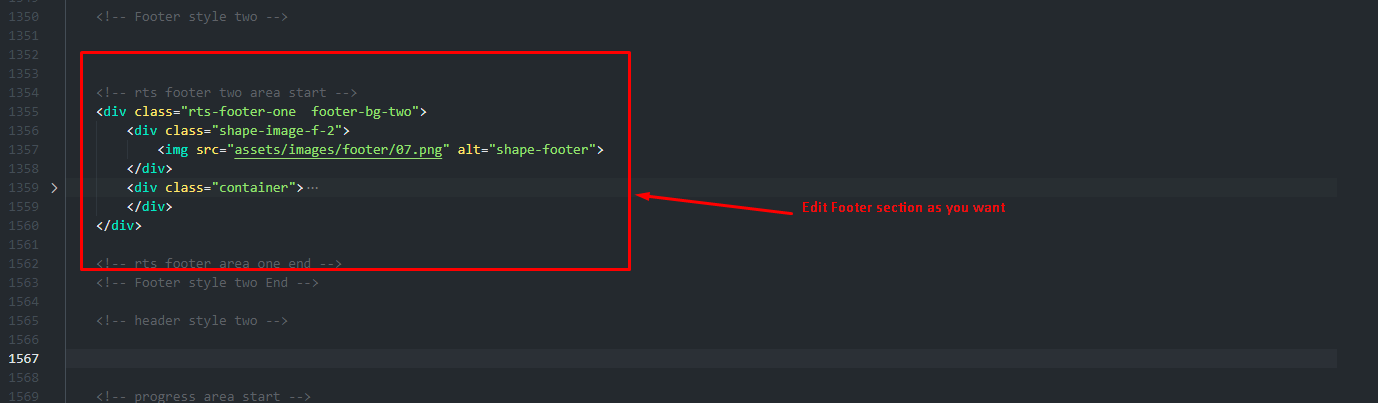 1350 <!-- Footer style two -->
1351
1352
1353
1354 <!-- rts footer two area start -->
1355 <div class="rts-footer-one  footer-bg-two">
1356 <div class="shape-image-f-2">
1357 <img src="assets/images/footer/07.png" alt="shape-footer">
1358 </div>
1359 <div class="container">···
1559 </div>
Edit Footer section as you want
1560 </div>
1561
1562 <!-- rts footer area one end -->
1563 <!-- Footer style two End -->
1564
1565 <!-- header style two -->
1566
1567
1568
1569 <!-- progress area start -->